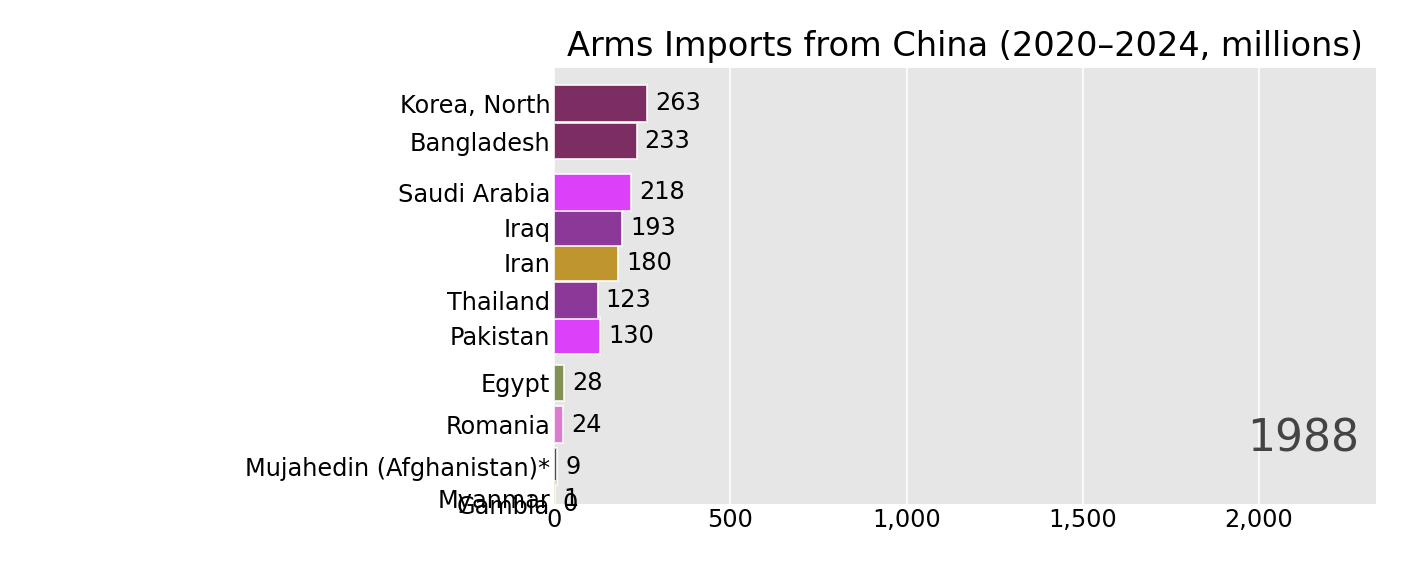 Arms Imports from China (2020–2024, millions)
Korea, North 263
Bangladesh 233
Saudi Arabia 218
Iraq 193
Iran 180
Thailand 123
Pakistan 130
Egypt 28
Romania 24
1988
Mujahedin (Afghanistan)* 9
Myanmar 1
Gambia 0
0 500 1,000 1,500 2,000